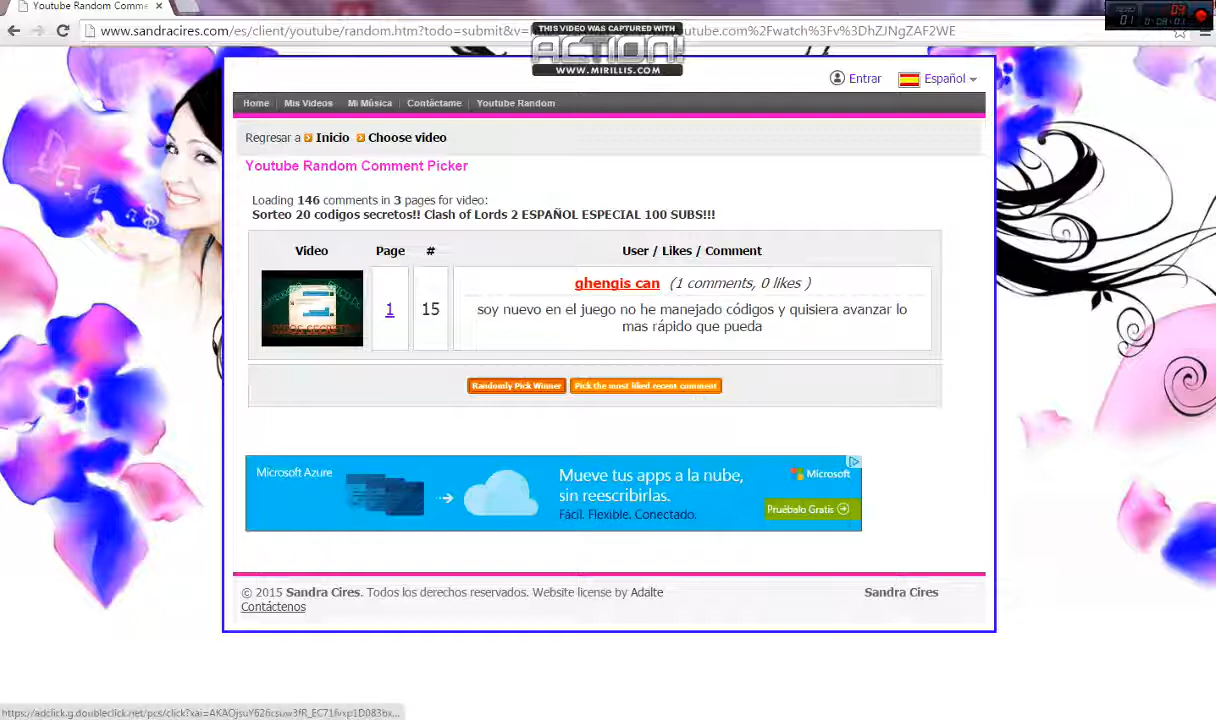 Youtube Random Comme
www.sandracires.com/es/client/youtube/random.htm?todo=submit&v= utube.com%2Fwatch%3Fv%3DhZJNgZAF2WE
THIS VIDEO WAS CAPTURED WITH
ACTION!
WWW.MIRILLIS.COM
Entrar Español
Home Mis Videos Mi Música Contáctame Youtube Random
Regresar a Inicio Choose video
Youtube Random Comment Picker
Loading 146 comments in 3 pages for video:
Sorteo 20 codigos secretos!! Clash of Lords 2 ESPAÑOL ESPECIAL 100 SUBS!!!
Video Page # User / Likes / Comment
ghengis can (1 comments, 0 likes )
1 15 soy nuevo en el juego no he manejado códigos y quisiera avanzar lo
mas rápido que pueda
Randomly Pick Winner Pick the most liked recent comment
Microsoft Azure
Mueve tus apps a la nube,
sin reescribirlas.
Fácil. Flexible. Conectado.
Microsoft
Pruébalo Gratis
© 2015 Sandra Cires. Todos los derechos reservados. Website license by Adalte Sandra Cires
Contáctenos